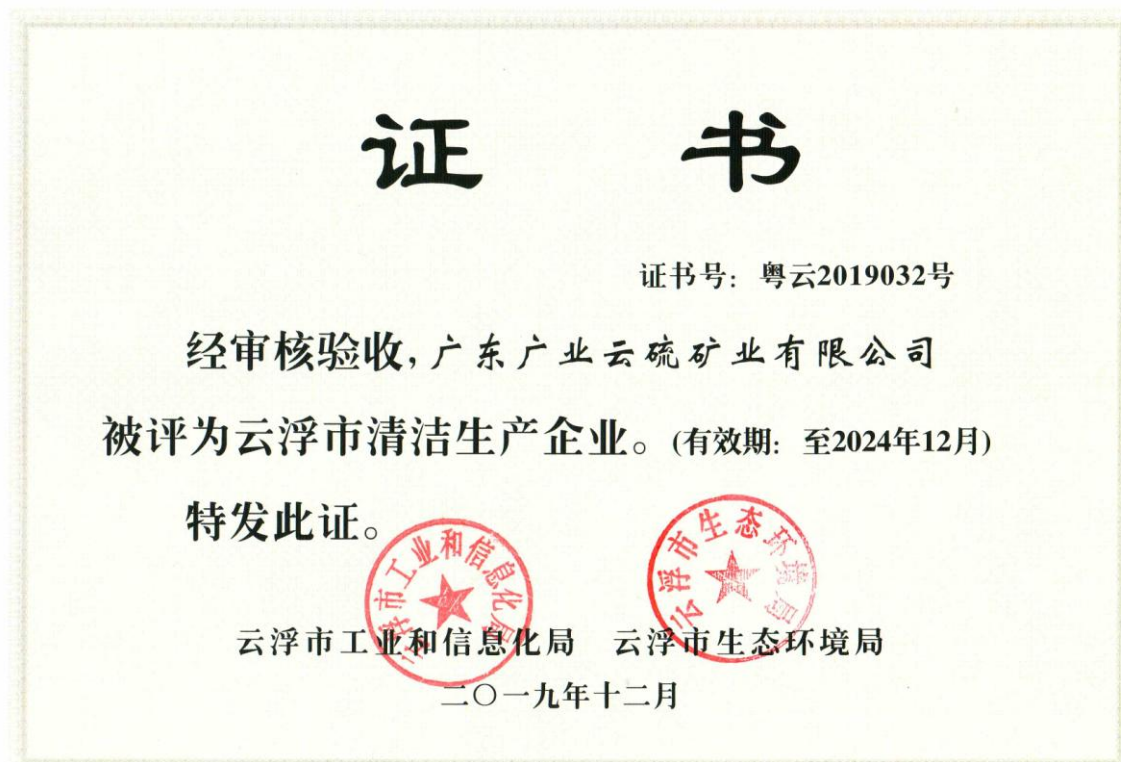 证 书
证书号：粤云2019032号
经审核验收，广东广业云硫矿业有限公司
被评为云浮市清洁生产企业。(有效期：至2024年12月)
特发此证。
云浮市工业和信息化局
云浮市生态环境局
云浮市工业和信息化局 云浮市生态环境局
二〇一九年十二月